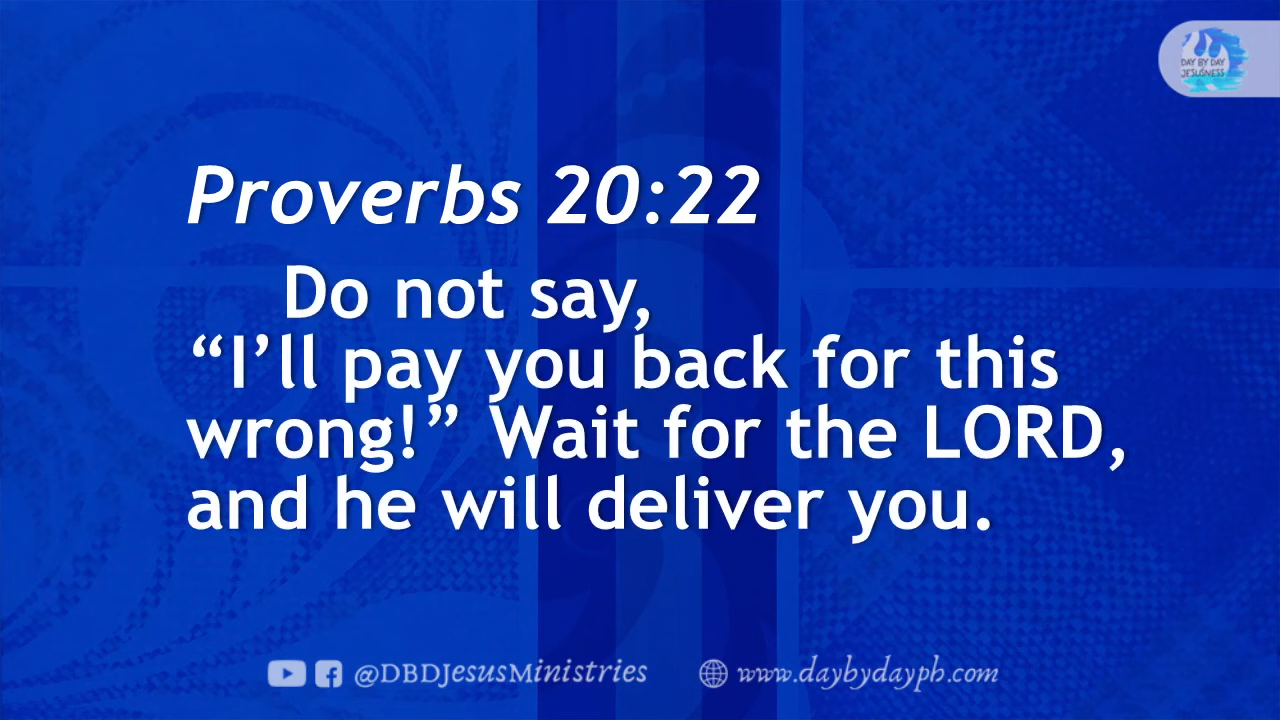 DAY BY DAY
JESUSNESS
Proverbs 20:22
Do not say,
“I’ll pay you back for this
wrong!” Wait for the LORD,
and he will deliver you.
@DBDJesusMinistries www.daybydayph.com